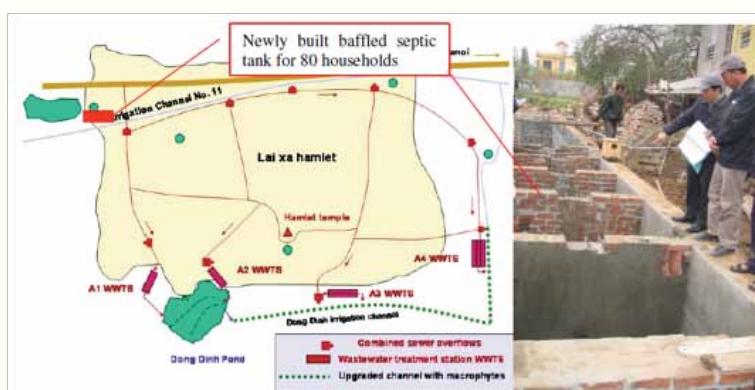 Newly built baffled septic
tank for 80 households
anoi
rrigation Channel No. 11
Lai xa hamlet
Hamlet temple
A1 WWTS
A2 WWTS
A3 WWTS
A4 WWTS
Dong Dinh irrigation channel
Dong Dinh Pond
Combined sewer overflows
Wastewater treatment station WWTS
Upgraded channel with macrophytes